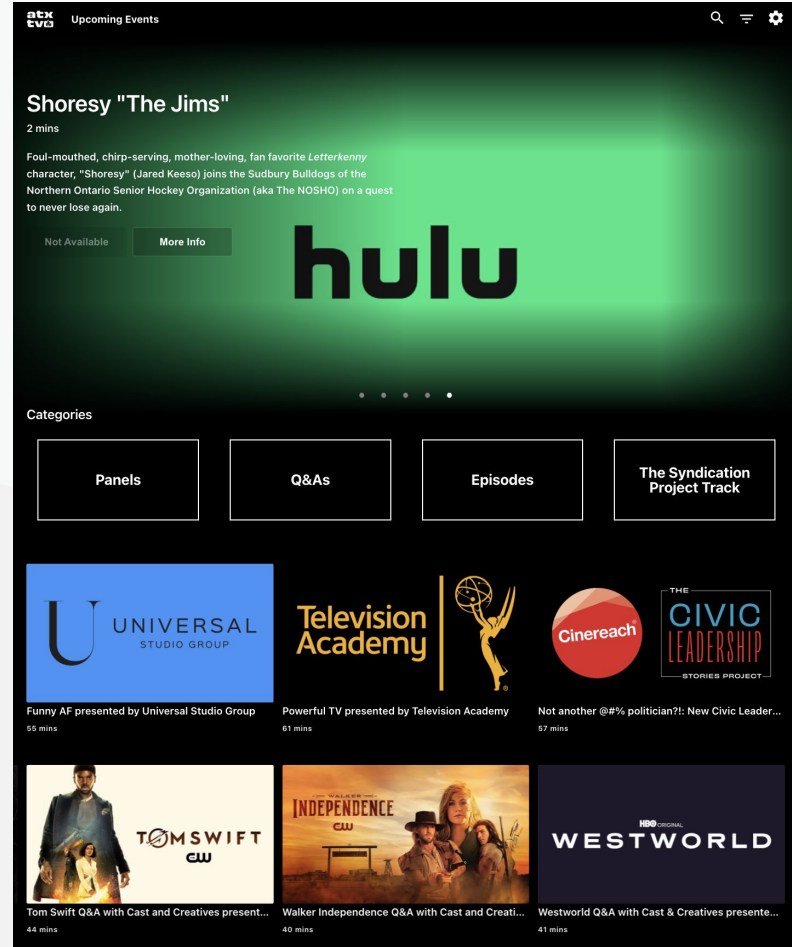 atx
tv
Upcoming Events
Shoresy "The Jims"
2 mins
Foul-mouthed, chirp-serving, mother-loving, fan favorite Letterkenny
character, "Shoresy" (Jared Keeso) joins the Sudbury Bulldogs of the
Northern Ontario Senior Hockey Organization (aka The NOSHO) on a quest
to never lose again.
Not Available
More Info
hulu
Categories
Panels
Q&As
Episodes
The Syndication
Project Track
U UNIVERSAL
STUDIO GROUP
Television
Academy
Cinereach
THE
CIVIC
LEADERSHIP
STORIES PROJECT
Funny AF presented by Universal Studio Group
55 mins
Powerful TV presented by Television Academy
61 mins
Not another @#% politician?!: New Civic Leader...
57 mins
TOMSWIFT
CW
WALKER
INDEPENDENCE
CW
HBO ORIGINAL
WESTWORLD
Tom Swift Q&A with Cast and Creatives present...
44 mins
Walker Independence Q&A with Cast and Creati...
40 mins
Westworld Q&A with Cast & Creatives presente...
41 mins